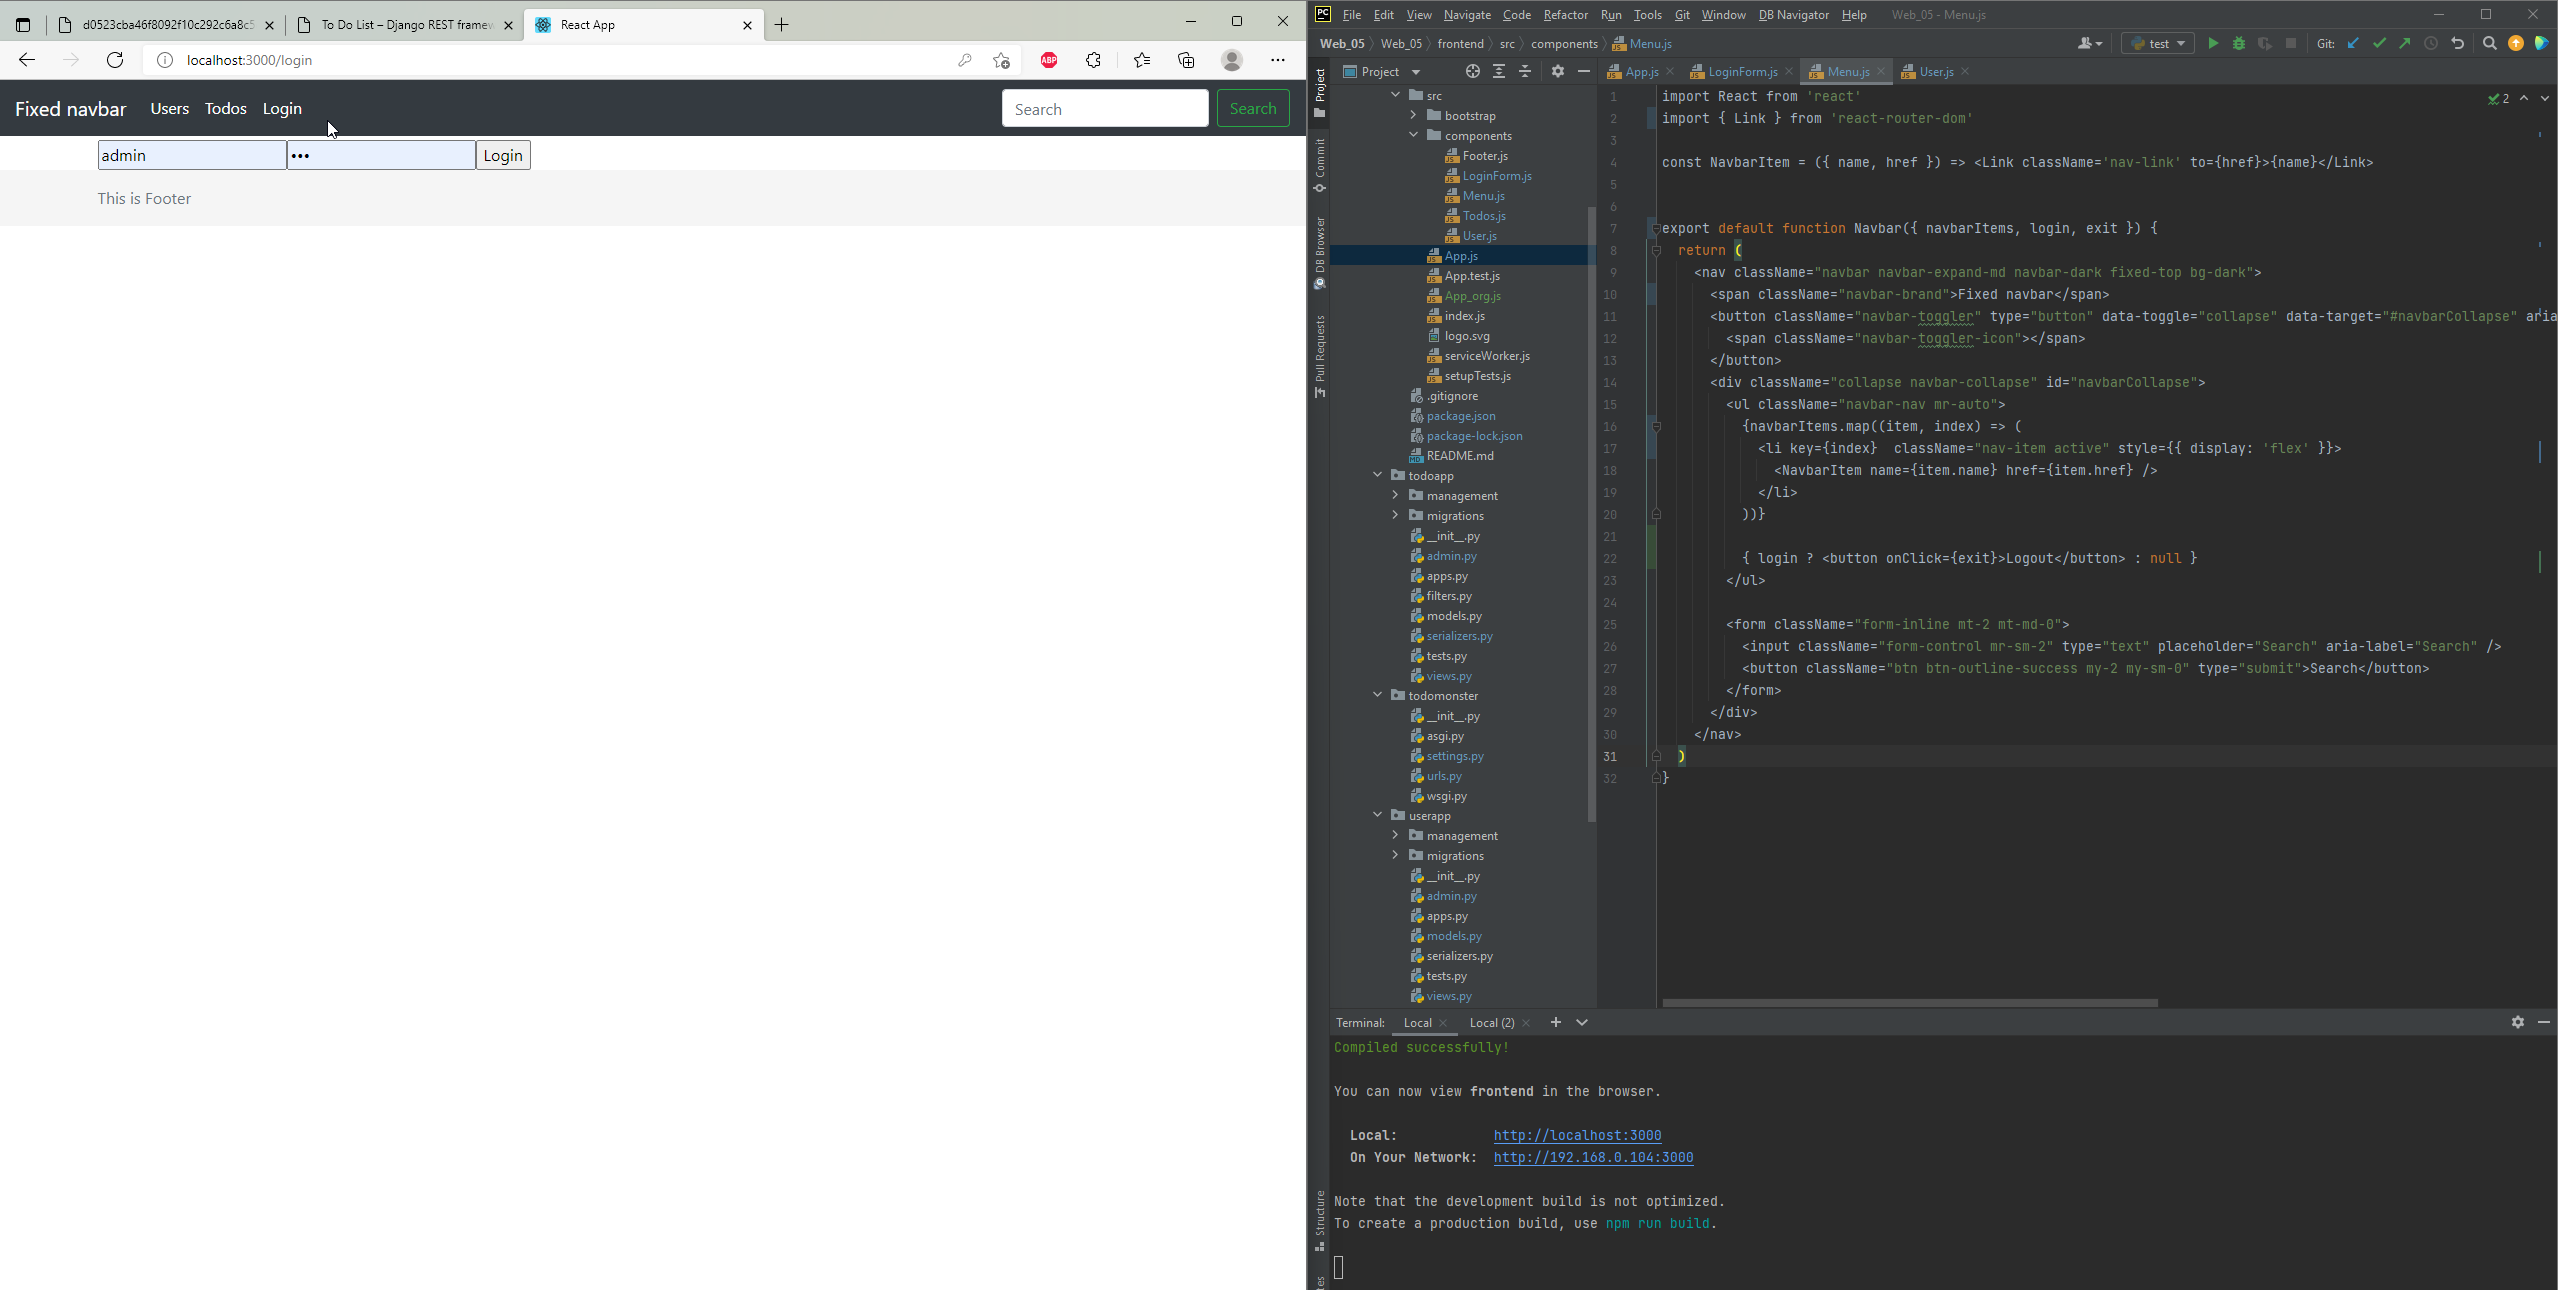 d0523cba46f8092f10c292c6a8c5
To Do List – Django REST framew
React App
localhost:3000/login
ABP
Fixed navbar
Users
Todos
Login
Search
Search
admin
•••
Login
This is Footer
PC
File Edit View Navigate Code Refactor Run Tools Git Window DB Navigator Help
Web_05 - Menu.js
Web_05 Web_05 frontend src components Menu.js
test
Git:
Project
Commit
DB Browser
Pull Requests
Structure
Project
src
bootstrap
components
Footer.js
LoginForm.js
Menu.js
Todos.js
User.js
App.js
App.test.js
App_org.js
index.js
logo.svg
serviceWorker.js
setupTests.js
.gitignore
package.json
package-lock.json
README.md
todoapp
management
migrations
__init__.py
admin.py
apps.py
filters.py
models.py
serializers.py
tests.py
views.py
todomonster
__init__.py
asgi.py
settings.py
urls.py
wsgi.py
userapp
management
migrations
__init__.py
admin.py
apps.py
models.py
serializers.py
tests.py
views.py
App.js LoginForm.js Menu.js User.js
2
1 import React from 'react'
2 import { Link } from 'react-router-dom'
3
4 const NavbarItem = ({ name, href }) => <Link className='nav-link' to={href}>{name}</Link>
5
6
7 export default function Navbar({ navbarItems, login, exit }) {
8 return (
9 <nav className="navbar navbar-expand-md navbar-dark fixed-top bg-dark">
10 <span className="navbar-brand">Fixed navbar</span>
11 <button className="navbar-toggler" type="button" data-toggle="collapse" data-target="#navbarCollapse" aria
12 <span className="navbar-toggler-icon"></span>
13 </button>
14 <div className="collapse navbar-collapse" id="navbarCollapse">
15 <ul className="navbar-nav mr-auto">
16 {navbarItems.map((item, index) => (
17 <li key={index}  className="nav-item active" style={{ display: 'flex' }}>
18 <NavbarItem name={item.name} href={item.href} />
19 </li>
20 ))}
21
22 { login ? <button onClick={exit}>Logout</button> : null }
23 </ul>
24
25 <form className="form-inline mt-2 mt-md-0">
26 <input className="form-control mr-sm-2" type="text" placeholder="Search" aria-label="Search" />
27 <button className="btn btn-outline-success my-2 my-sm-0" type="submit">Search</button>
28 </form>
29 </div>
30 </nav>
31 )
32 }
Terminal: Local Local (2)
Compiled successfully!
You can now view frontend in the browser.
Local: http://localhost:3000
On Your Network: http://192.168.0.104:3000
Note that the development build is not optimized.
To create a production build, use npm run build.